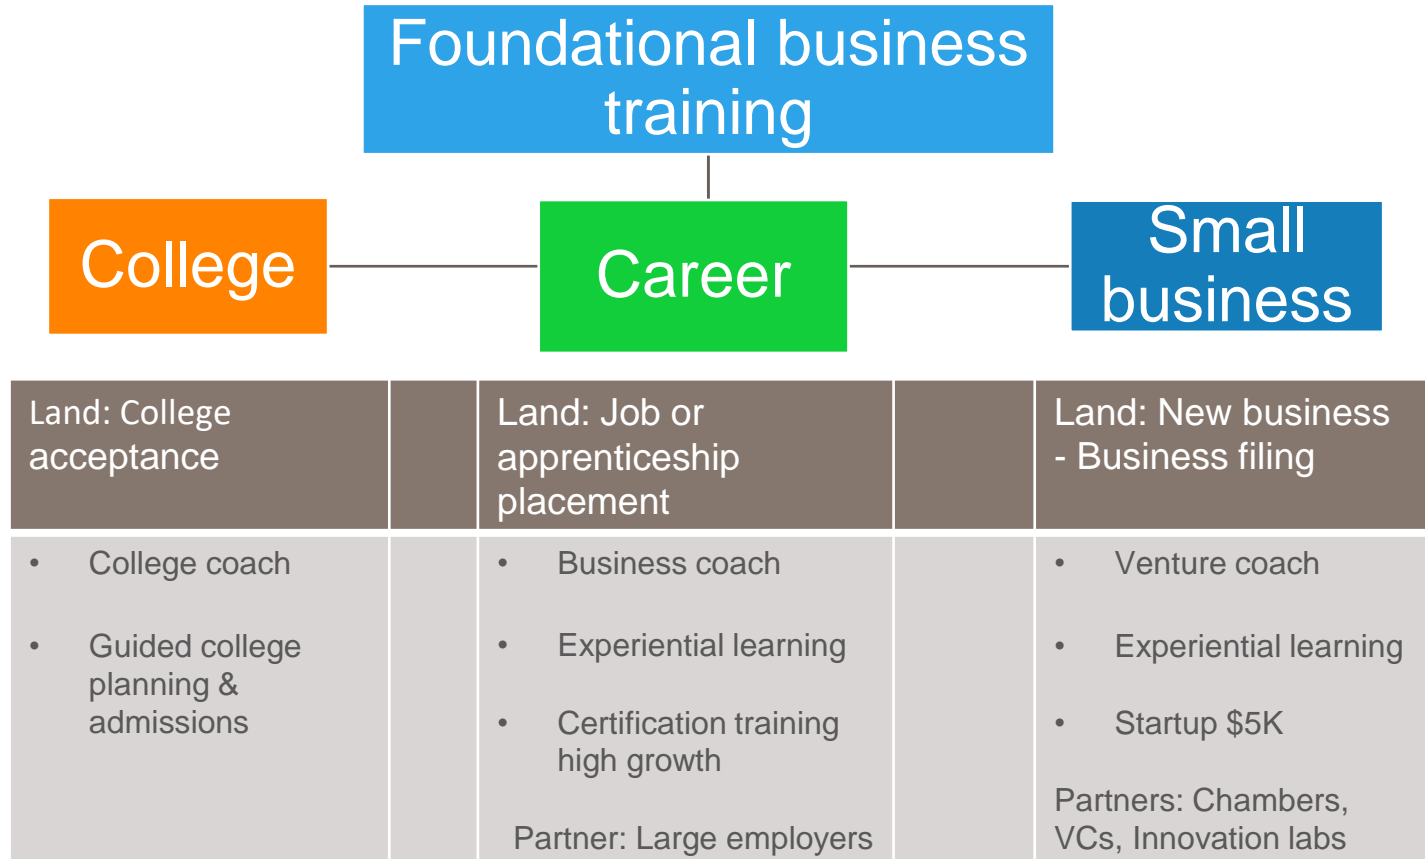 Foundational business
training
College
Career
Small
business
Land: College
acceptance
Land: Job or
apprenticeship
placement
Land: New business
- Business filing
• College coach
• Guided college
planning &
admissions
• Business coach
• Experiential learning
• Certification training
high growth
Partner: Large employers
• Venture coach
• Experiential learning
• Startup $5K
Partners: Chambers,
VCs, Innovation labs